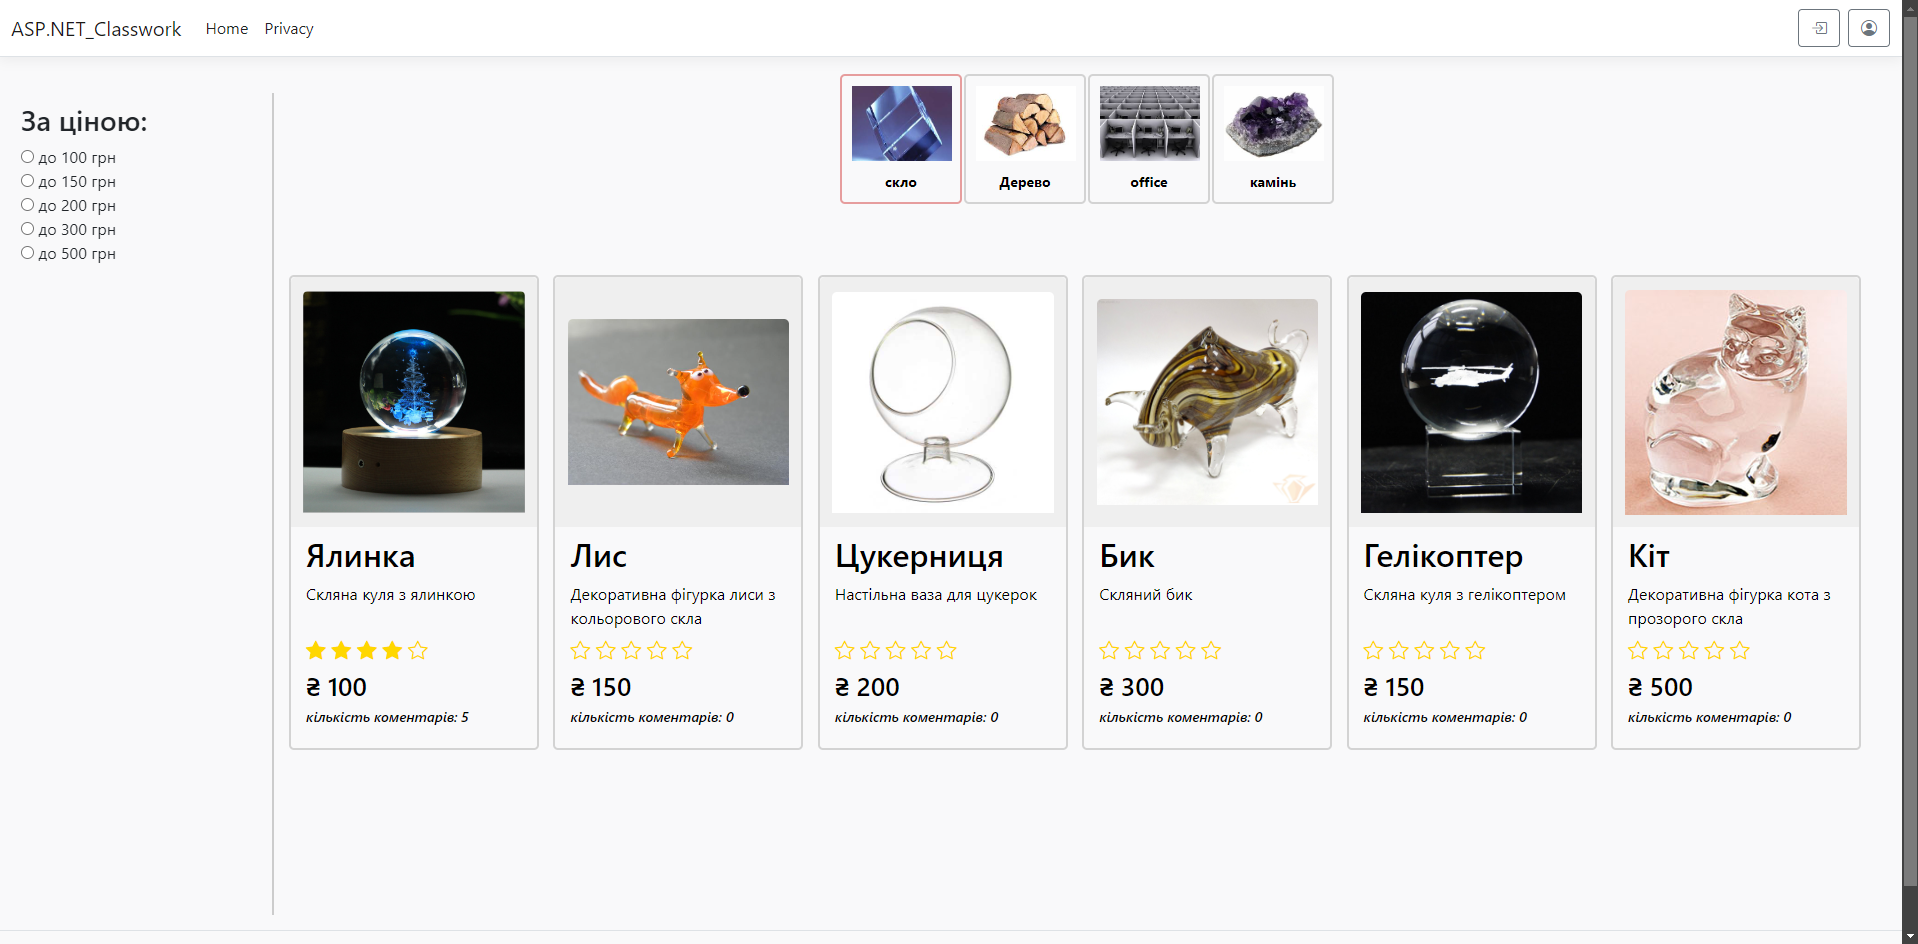 ASP.NET_Classwork Home Privacy
За ціною:
до 100 грн
до 150 грн
до 200 грн
до 300 грн
до 500 грн
скло
Дерево
office
камінь
Ялинка
Скляна куля з ялинкою
₴ 100
кількість коментарів: 5
Лис
Декоративна фігурка лиси з
кольорового скла
₴ 150
кількість коментарів: 0
Цукерниця
Настільна ваза для цукерок
₴ 200
кількість коментарів: 0
Бик
Скляний бик
₴ 300
кількість коментарів: 0
Гелікоптер
Скляна куля з гелікоптером
₴ 150
кількість коментарів: 0
Кіт
Декоративна фігурка кота з
прозорого скла
₴ 500
кількість коментарів: 0